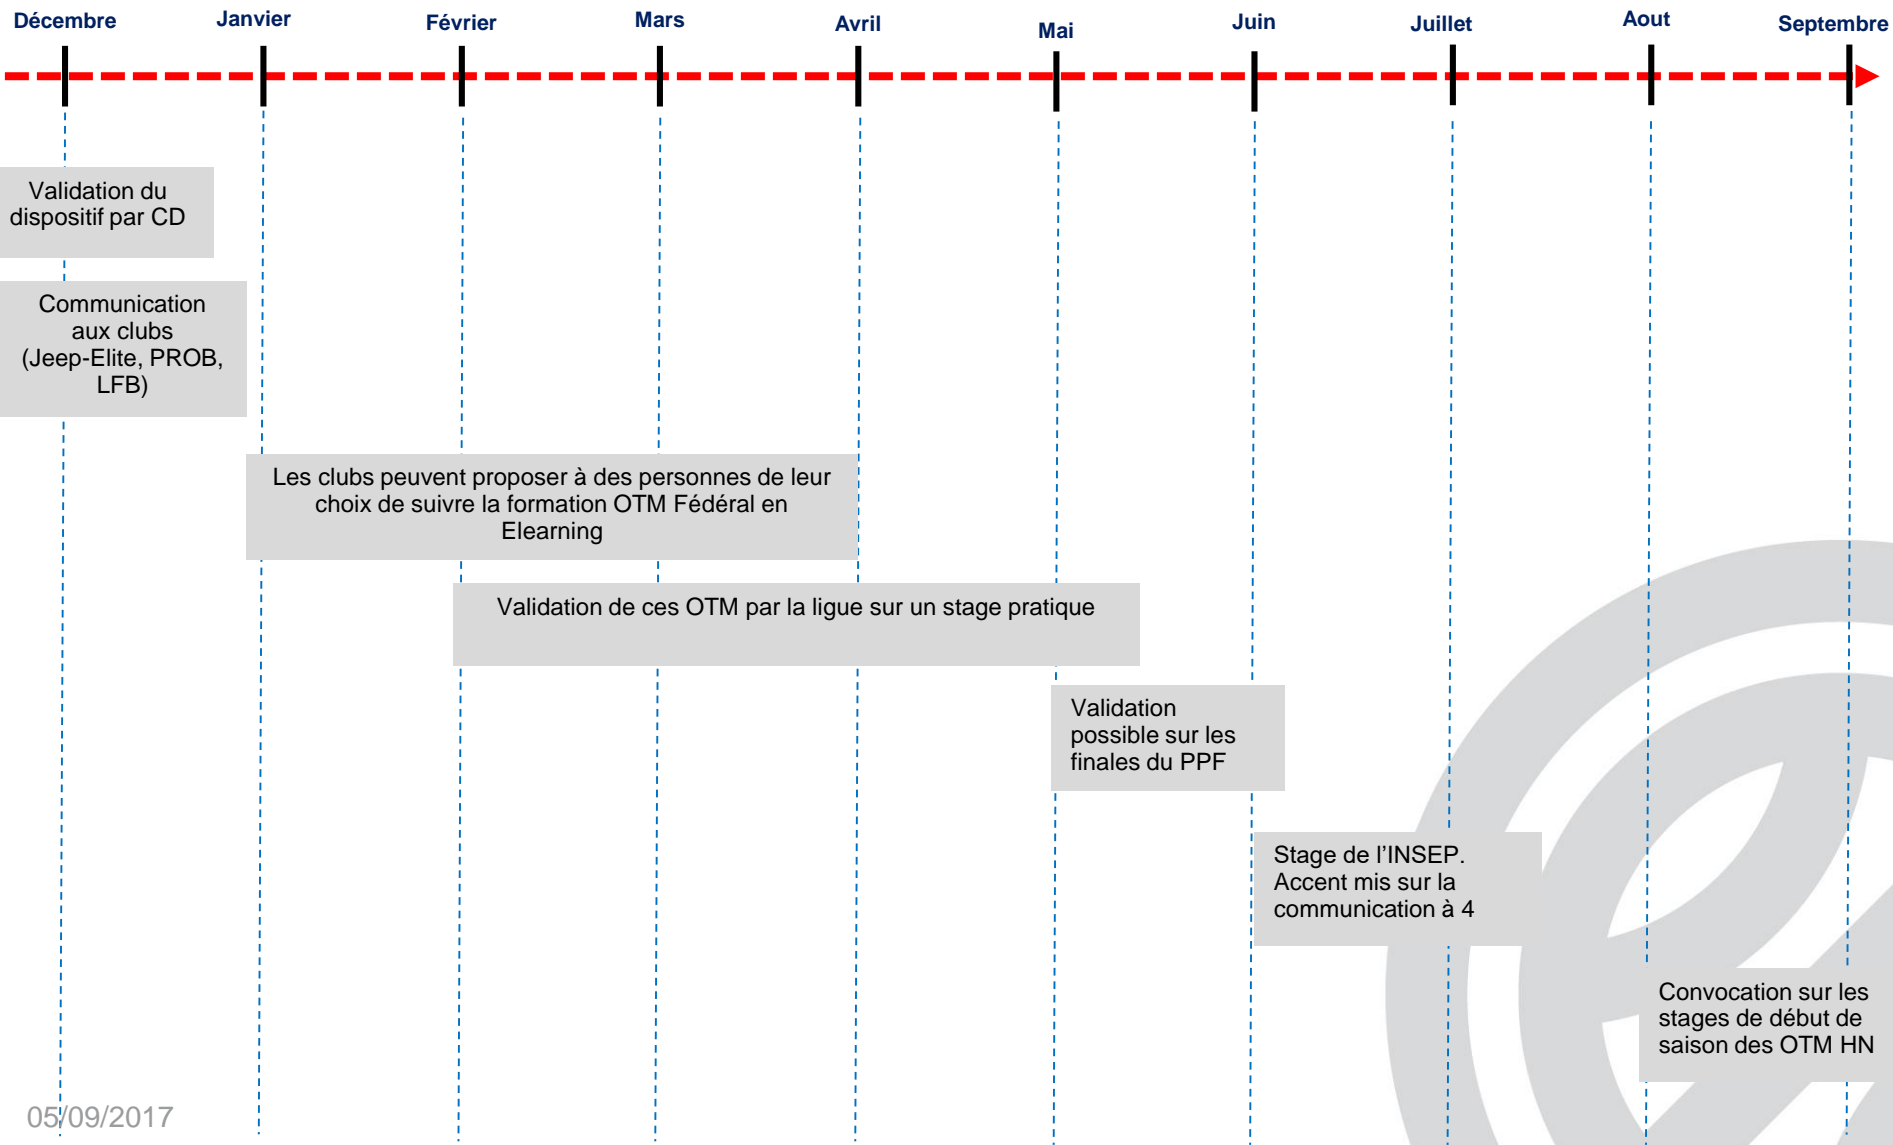 Décembre
Janvier
Février
Mars
Avril
Mai
Juin
Juillet
Aout
Septembre
Validation du
dispositif par CD
Communication
aux clubs
(Jeep-Elite, PROB,
LFB)
Les clubs peuvent proposer à des personnes de leur
choix de suivre la formation OTM Fédéral en
Elearning
Validation de ces OTM par la ligue sur un stage pratique
Validation
possible sur les
finales du PPF
Stage de l’INSEP.
Accent mis sur la
communication à 4
Convocation sur les
stages de début de
saison des OTM HN
05/09/2017